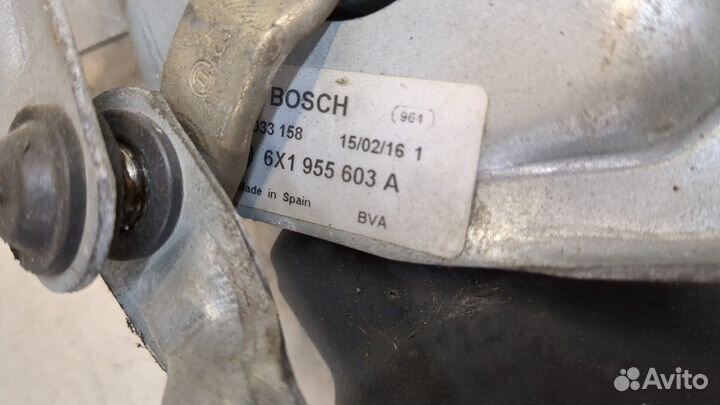 BOSCH
961
033 158
15/02/16 1
6X1 955 603 A
ade in Spain
BVA
Avito